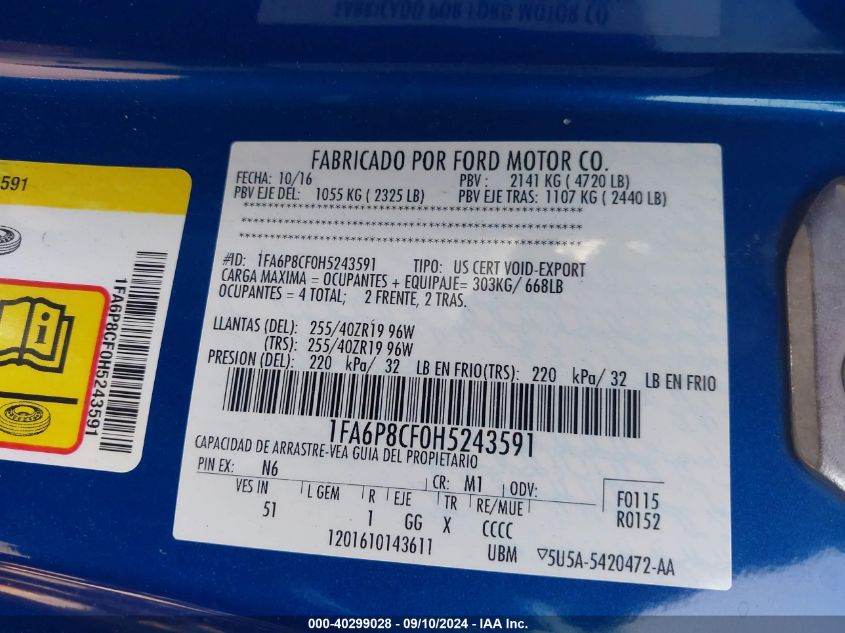 FABRICADO POR FORD MOTOR CO.
FECHA: 10/16 PBV : 2141 KG ( 4720 LB)
PBV EJE DEL: 1055 KG ( 2325 LB) PBV EJE TRAS: 1107 KG ( 2440 LB)
#ID: 1FA6P8CF0H5243591 TIPO: US CERT VOID-EXPORT
CARGA MAXIMA = OCUPANTES + EQUIPAJE= 303KG/ 668LB
OCUPANTES = 4 TOTAL; 2 FRENTE, 2 TRAS.
LLANTAS (DEL): 255/40ZR19 96W
(TRS): 255/40ZR19 96W
PRESION (DEL): 220 kPa/ 32 LB EN FRIO(TRS): 220 kPa/ 32 LB EN FRIO
1FA6P8CF0H5243591
CAPACIDAD DE ARRASTRE-VEA GUIA DEL PROPIETARIO
PIN EX: N6 CR: M1 ODV: F0115
R0152
VES IN L GEM R EJE TR RE/MUE
51 1 GG X CCCC
1201610143611 UBM 5U5A-5420472-AA
3591
1FA6P8CF0H5243591
000-40299028 - 09/10/2024 - IAA Inc.